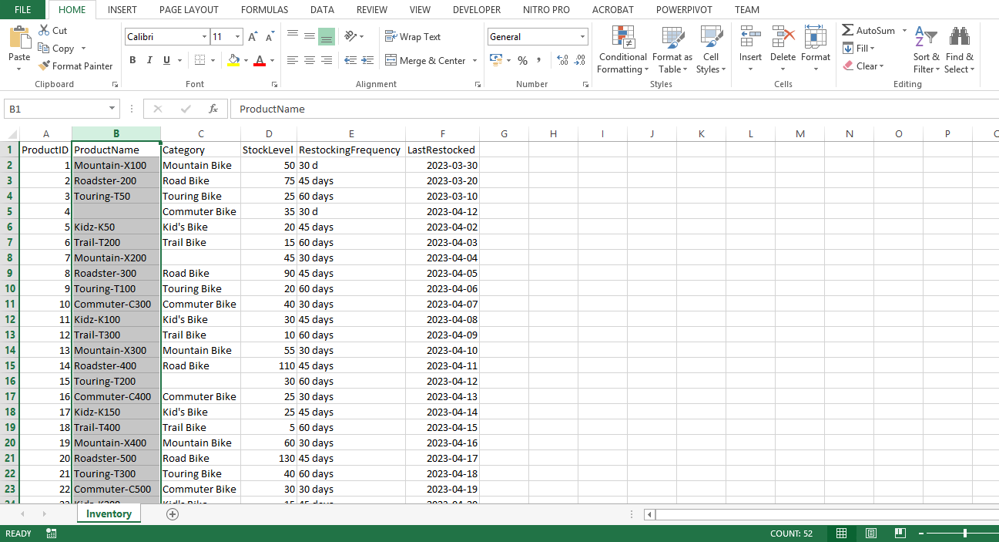 FILE HOME INSERT PAGE LAYOUT FORMULAS DATA REVIEW VIEW DEVELOPER NITRO PRO ACROBAT POWERPIVOT TEAM
Paste
Cut
Copy
Format Painter
Clipboard
Calibri 11
B I U
Font
Wrap Text
Merge & Center
Alignment
General
Number
Conditional Formatting
Format as Table
Cell Styles
Styles
Insert
Delete
Format
Cells
AutoSum
Fill
Clear
Sort & Filter
Find & Select
Editing
B1 fx ProductName
A B C D E F G H I J K L M N O P
1 ProductID ProductName Category StockLevel RestockingFrequency LastRestocked
2 1 Mountain-X100 Mountain Bike 50 30 d 2023-03-30
3 2 Roadster-200 Road Bike 75 45 days 2023-03-20
4 3 Touring-T50 Touring Bike 25 60 days 2023-03-10
5 4 Commuter Bike 35 30 d 2023-04-12
6 5 Kidz-K50 Kid's Bike 20 45 days 2023-04-02
7 6 Trail-T200 Trail Bike 15 60 days 2023-04-03
8 7 Mountain-X200 45 30 days 2023-04-04
9 8 Roadster-300 Road Bike 90 45 days 2023-04-05
10 9 Touring-T100 Touring Bike 20 60 days 2023-04-06
11 10 Commuter-C300 Commuter Bike 40 30 days 2023-04-07
12 11 Kidz-K100 Kid's Bike 30 45 days 2023-04-08
13 12 Trail-T300 Trail Bike 10 60 days 2023-04-09
14 13 Mountain-X300 Mountain Bike 55 30 days 2023-04-10
15 14 Roadster-400 Road Bike 110 45 days 2023-04-11
16 15 Touring-T200 30 60 days 2023-04-12
17 16 Commuter-C400 Commuter Bike 25 30 days 2023-04-13
18 17 Kidz-K150 Kid's Bike 25 45 days 2023-04-14
19 18 Trail-T400 Trail Bike 5 60 days 2023-04-15
20 19 Mountain-X400 Mountain Bike 60 30 days 2023-04-16
21 20 Roadster-500 Road Bike 130 45 days 2023-04-17
22 21 Touring-T300 Touring Bike 40 60 days 2023-04-18
23 22 Commuter-C500 Commuter Bike 30 30 days 2023-04-19
Inventory
READY COUNT: 52